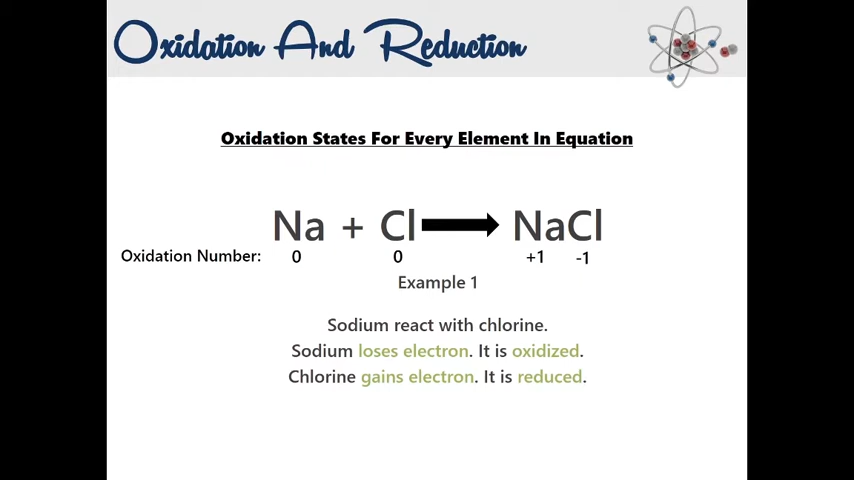 Oxidation And Reduction
Oxidation States For Every Element In Equation
Na + Cl NaCl
Oxidation Number: 0 0 +1 -1
Example 1
Sodium react with chlorine.
Sodium loses electron. It is oxidized.
Chlorine gains electron. It is reduced.